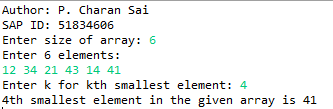 Author: P. Charan Sai
SAP ID: 51834606
Enter size of array: 6
Enter 6 elements:
12 34 21 43 14 41
Enter k for kth smallest element: 4
4th smallest element in the given array is 41